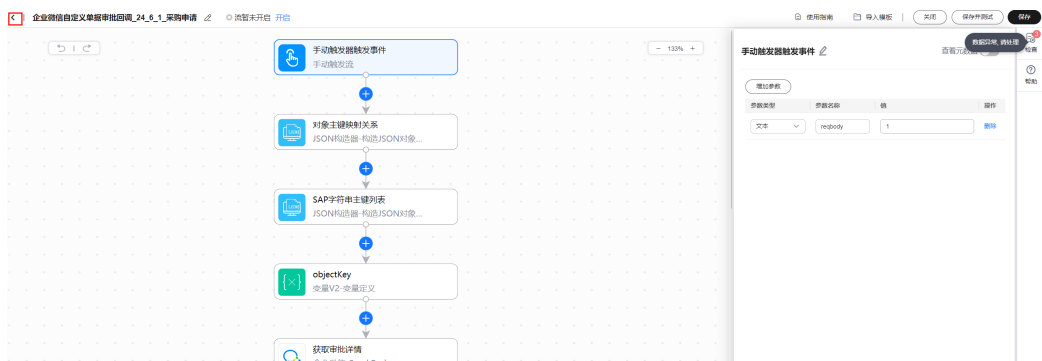 企业微信自定义单据审批回调_24_6_1_采购申请
流暂未开启 开启
使用指南
导入模板
关闭
保存并测试
保存
手动触发器触发事件
手动触发流
133%
手动触发器触发事件
查看元数据
数据异常, 请处理
3
检查
帮助
增加参数
参数类型 参数名称 值 操作
文本 reqbody 1 删除
对象主键映射关系
JSON构造器-构造JSON对象...
SAP字符串主键列表
JSON构造器-构造JSON对象...
objectKey
变量V2-变量定义
获取审批详情